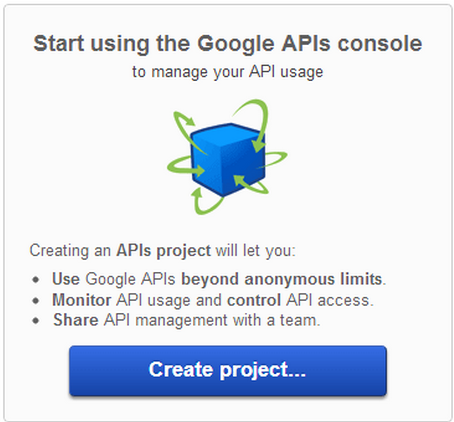 Start using the Google APIs console
to manage your API usage
Creating an APIs project will let you:
• Use Google APIs beyond anonymous limits.
• Monitor API usage and control API access.
• Share API management with a team.
Create project...